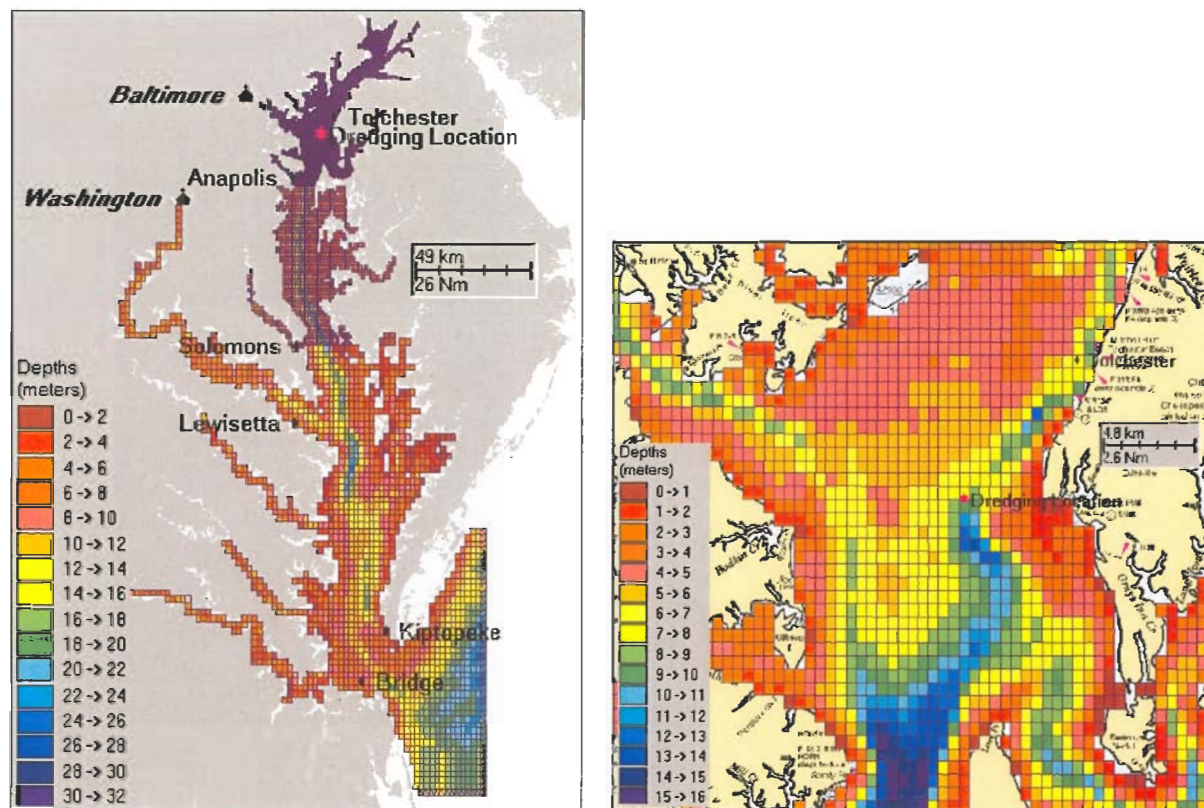 Baltimore
Tolchester
Dredging Location
Anapolis
Washington
49 km
26 Nm
Solomons
Lewisetta
Kiptopeke
Bridge
Depths
(meters)
0->2
2->4
4->6
6->8
8->10
10->12
12->14
14->16
16->18
18->20
20->22
22->24
24->26
26->28
28->30
30->32
Tolchester
4.8 km
2.6 Nm
Dredging Location
Depths
(meters)
0->1
1->2
2->3
3->4
4->5
5->6
6->7
7->8
8->9
9->10
10->11
11->12
12->13
13->14
14->15
15->16